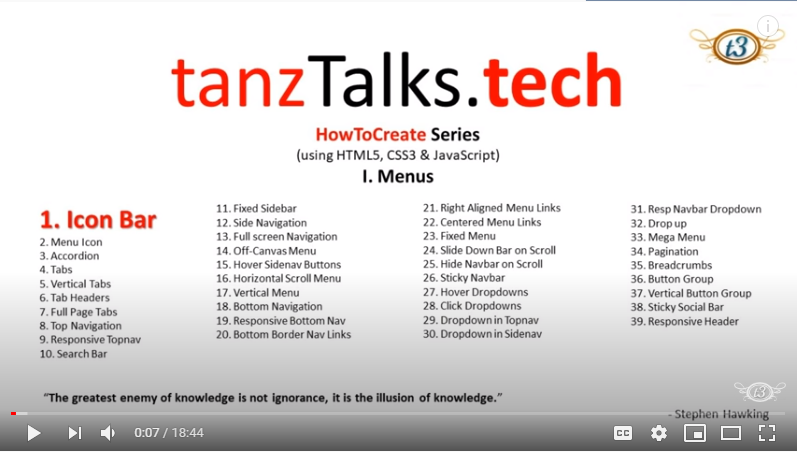 t3
tanzTalks.tech
HowToCreate Series
(using HTML5, CSS3 & JavaScript)
I. Menus
1. Icon Bar
2. Menu Icon
3. Accordion
4. Tabs
5. Vertical Tabs
6. Tab Headers
7. Full Page Tabs
8. Top Navigation
9. Responsive Topnav
10. Search Bar
11. Fixed Sidebar
12. Side Navigation
13. Full screen Navigation
14. Off-Canvas Menu
15. Hover Sidenav Buttons
16. Horizontal Scroll Menu
17. Vertical Menu
18. Bottom Navigation
19. Responsive Bottom Nav
20. Bottom Border Nav Links
21. Right Aligned Menu Links
22. Centered Menu Links
23. Fixed Menu
24. Slide Down Bar on Scroll
25. Hide Navbar on Scroll
26. Sticky Navbar
27. Hover Dropdowns
28. Click Dropdowns
29. Dropdown in Topnav
30. Dropdown in Sidenav
31. Resp Navbar Dropdown
32. Drop up
33. Mega Menu
34. Pagination
35. Breadcrumbs
36. Button Group
37. Vertical Button Group
38. Sticky Social Bar
39. Responsive Header
"The greatest enemy of knowledge is not ignorance, it is the illusion of knowledge."
t3
- Stephen Hawking
0:07 / 18:44
CC